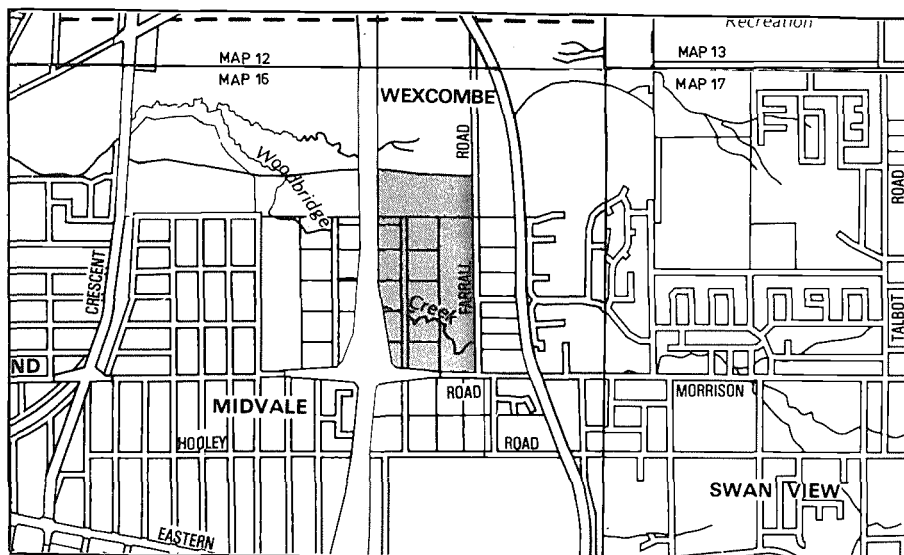 Recreation
MAP 12
MAP 13
MAP 16
MAP 17
WEXCOMBE
ROAD
Woodbridge
ROAD
CRESCENT
Creek
FARRALL
TALBOT
ND
ROAD
MORRISON
MIDVALE
HOOLEY
ROAD
SWAN VIEW
EASTERN